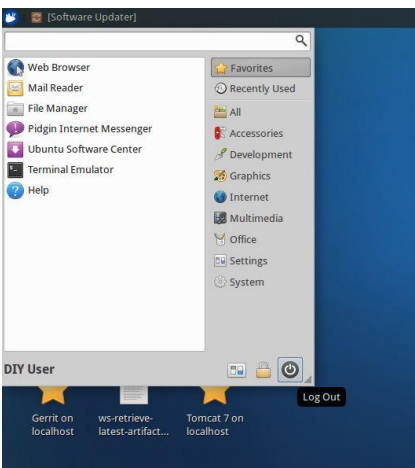 [Software Updater]
Web Browser
Mail Reader
File Manager
Pidgin Internet Messenger
Ubuntu Software Center
Terminal Emulator
Help
Favorites
Recently Used
All
Accessories
Development
Graphics
Internet
Multimedia
Office
Settings
System
DIY User
Log Out
Gerrit on
localhost
ws-retrieve-
latest-artifact...
Tomcat 7 on
localhost